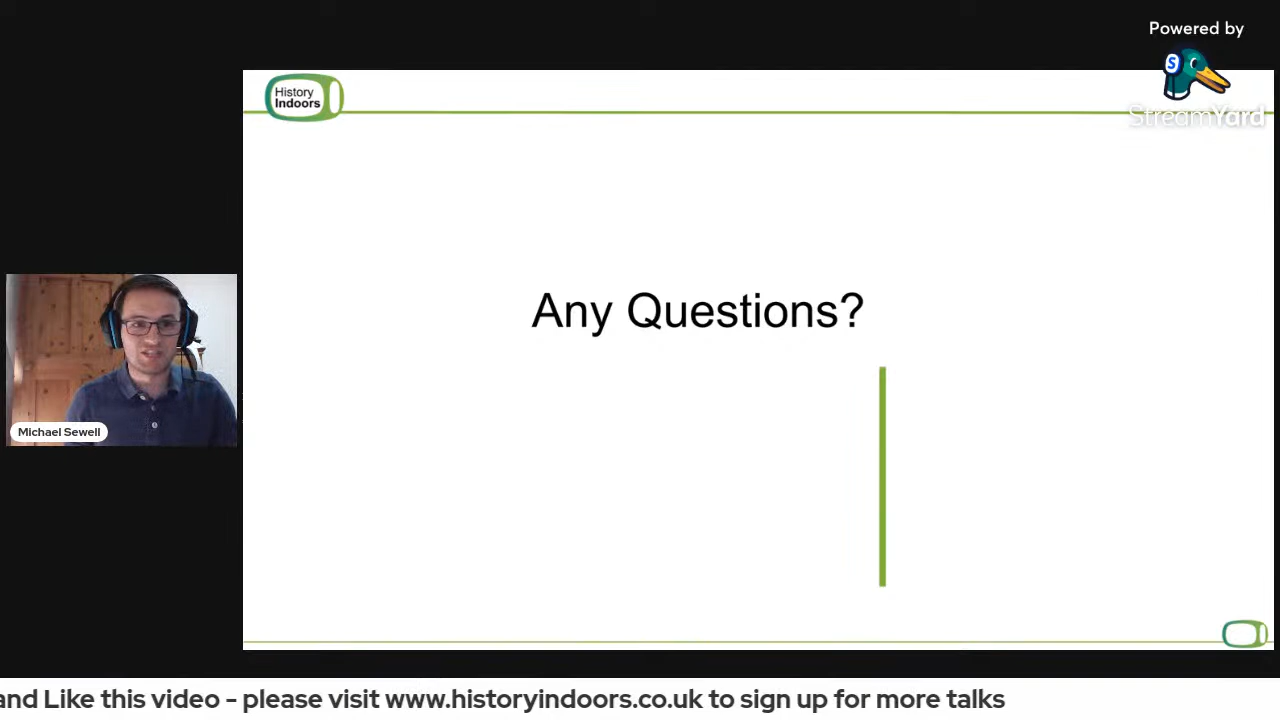 Powered by
S
StreamYard
History
Indoors
Any Questions?
Michael Sewell
and Like this video - please visit www.historyindoors.co.uk to sign up for more talks